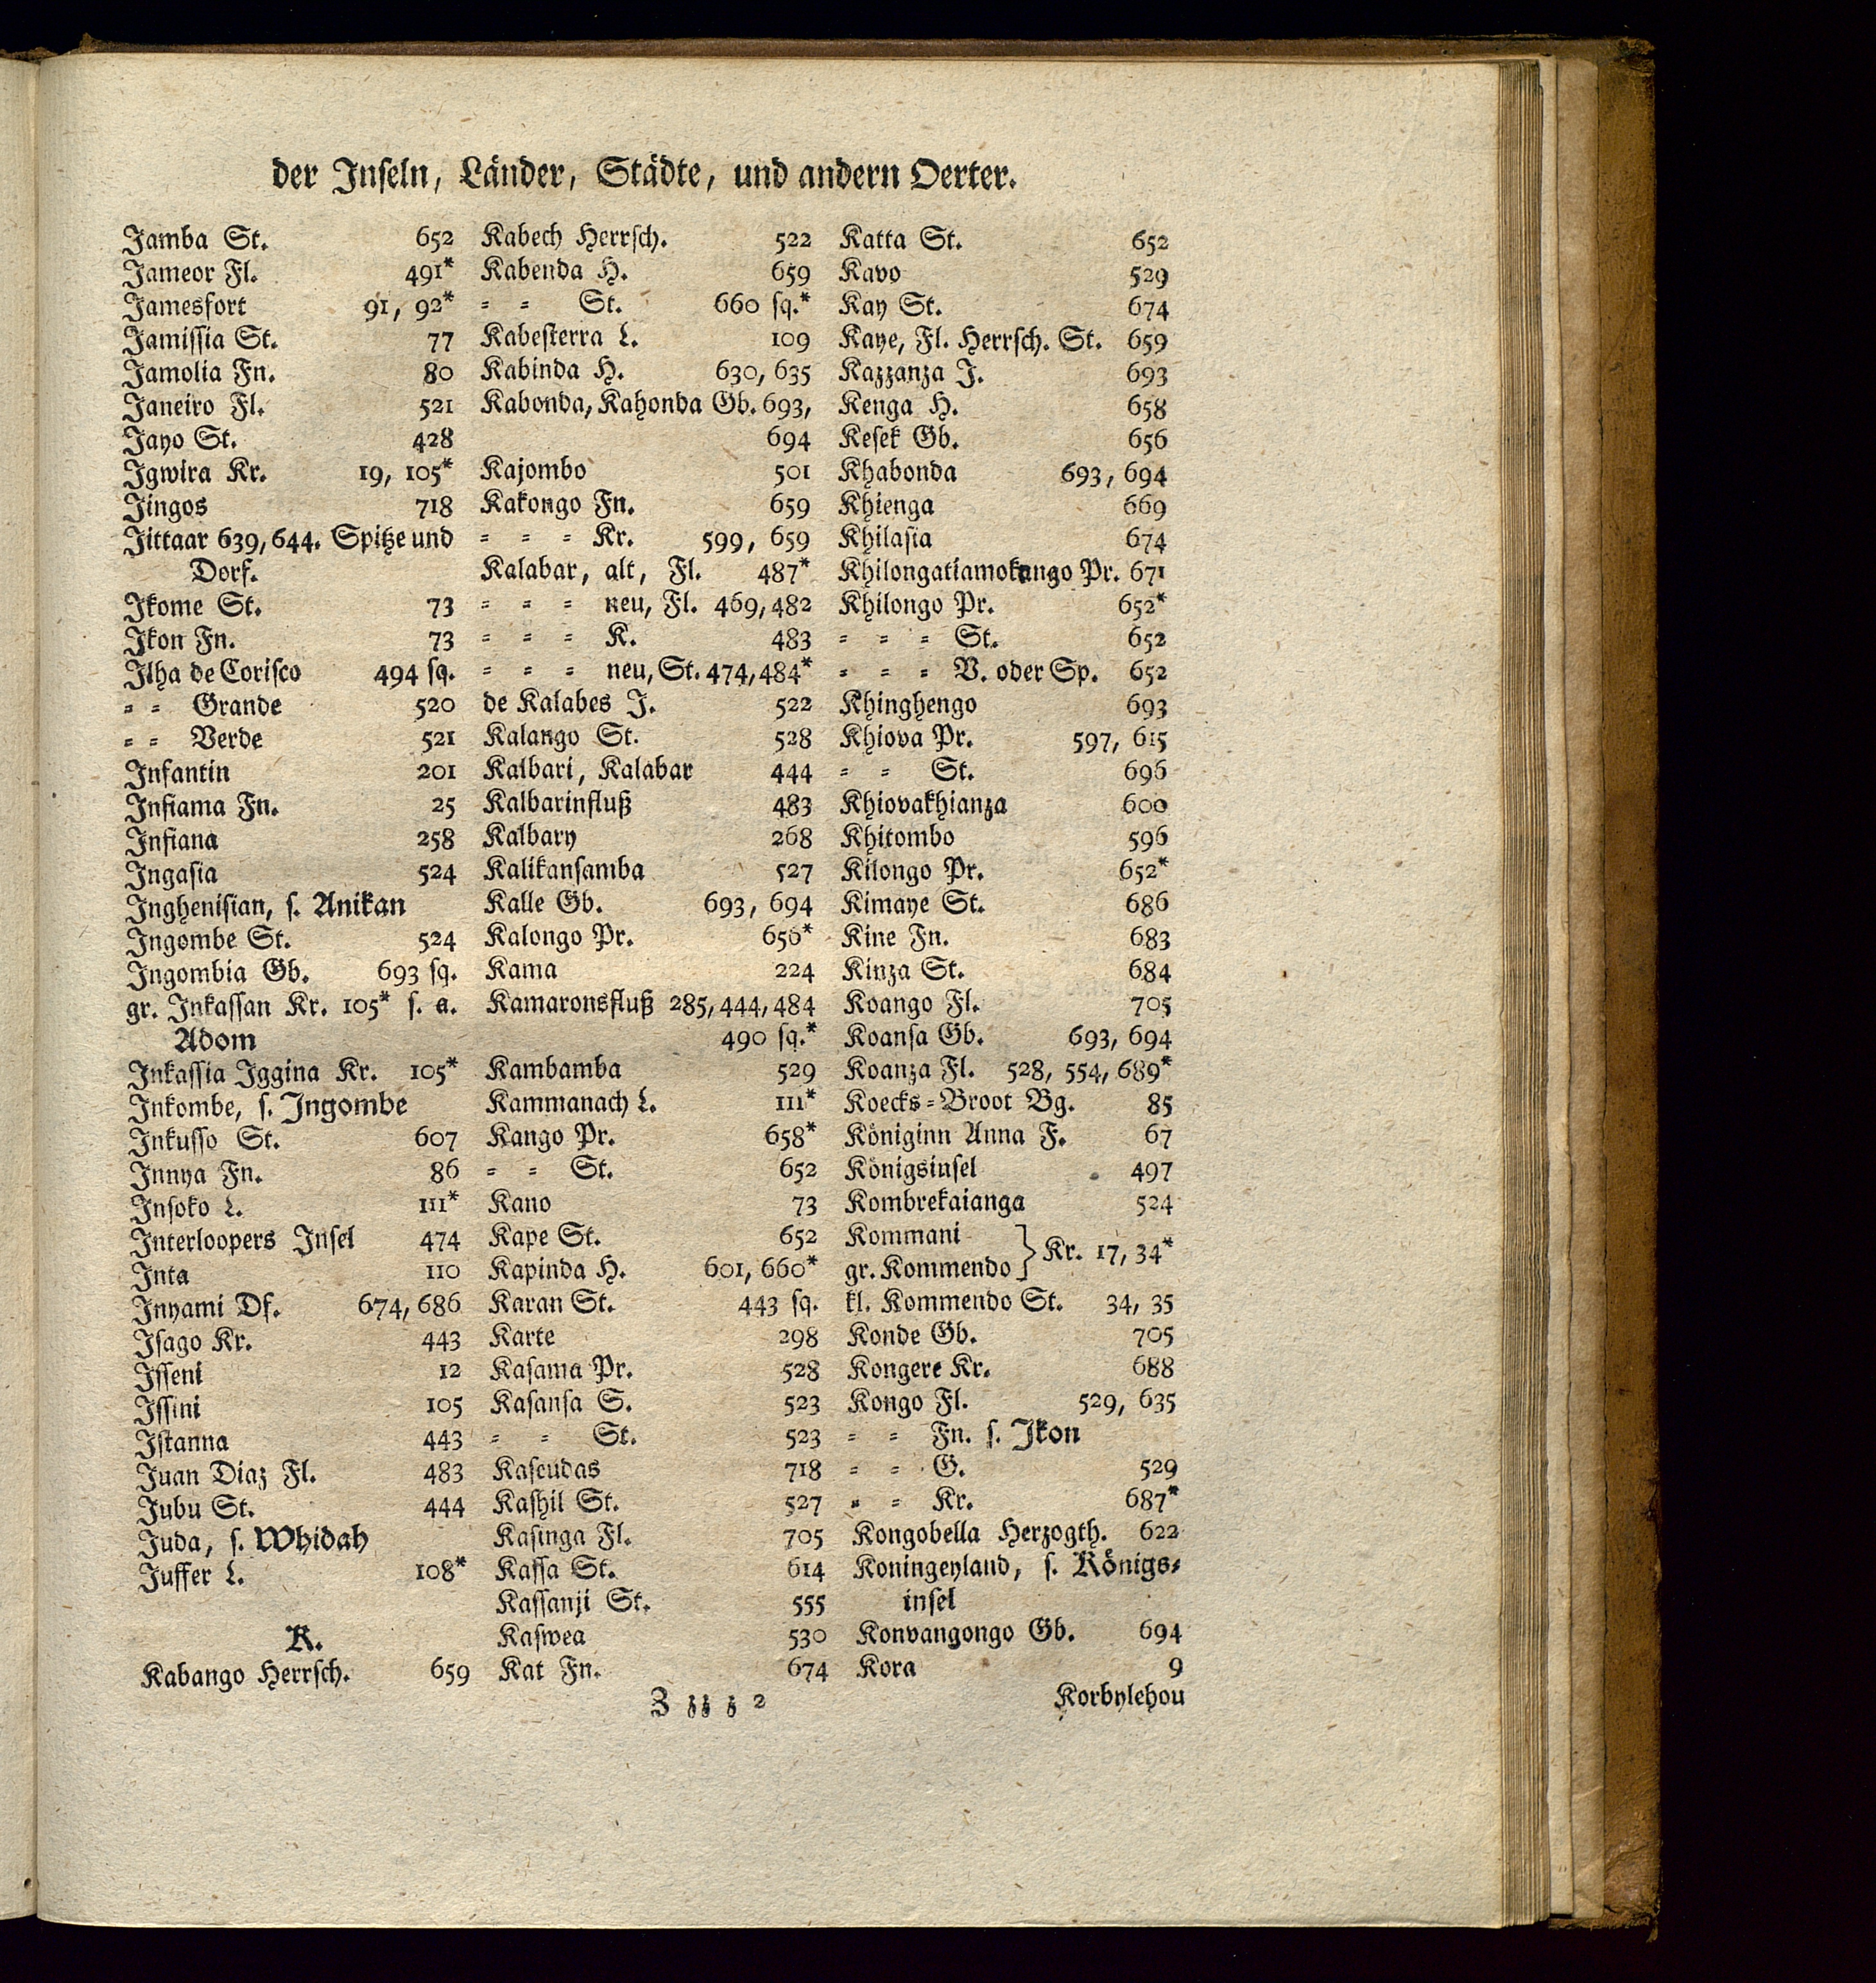 der Inſeln, Länder, Städte, und andern Oerter.
Jamba St. 652
Jameor Fl. 491*
Jamesfort 91, 92*
Jamiſſia St. 77
Jamolia Fn. 80
Janeiro Fl. 521
Jayo St. 428
Igwira Kr. 19, 105*
Jingos 718
Jittaar 639, 644. Spitze und
Dorf.
Ikome St. 73
Ikon Fn. 73
Ilha de Coriſco 494 ſq.
= = Grande 520
= = Verde 521
Infantin 201
Infiama Fn. 25
Infiana 258
Ingaſia 524
Ingheniſian, ſ. Anikan
Ingombe St. 524
Ingombia Gb. 693 ſq.
gr. Inkaſſan Kr. 105* ſ. a.
Adom
Inkaſſia Iggina Kr. 105*
Inkombe, ſ. Ingombe
Inkuſſo St. 607
Innya Fn. 86
Inſoko L. 111*
Interloopers Inſel 474
Inta 110
Inyami Df. 674, 686
Iſago Kr. 443
Iſſeni 12
Iſſini 105
Iſtanna 443
Juan Diaz Fl. 483
Jubu St. 444
Juda, ſ. Whidah
Juffer L. 108*
K.
Kabango Herrſch. 659
Kabech Herrſch. 522
Kabenda H. 659
= = St. 660 ſq.*
Kabeſterra L. 109
Kabinda H. 630, 635
Kabonda, Kahonda Gb. 693,
694
Kajombo 501
Kakongo Fn. 659
= = = Kr. 599, 659
Kalabar, alt, Fl. 487*
= = = neu, Fl. 469, 482
= = = K. 483
= = = neu, St. 474, 484*
de Kalabes J. 522
Kalango St. 528
Kalbari, Kalabar 444
Kalbarinfluß 483
Kalbary 268
Kalikanſamba 527
Kalle Gb. 693, 694
Kalongo Pr. 656*
Kama 224
Kamaronsfluß 285, 444, 484
490 ſq.*
Kambamba 529
Kammanach L. 111*
Kango Pr. 658*
= = St. 652
Kano 73
Kape St. 652
Kapinda H. 601, 660*
Karan St. 443 ſq.
Karte 298
Kaſama Pr. 528
Kaſanſa S. 523
= = St. 523
Kaſcudas 718
Kaſhil St. 527
Kaſinga Fl. 705
Kaſſa St. 614
Kaſſanji St. 555
Kaſwea 530
Kat Fn. 674
Katta St. 652
Kavo 529
Kay St. 674
Kaye, Fl. Herrſch. St. 659
Kazzanza J. 693
Kenga H. 658
Keſek Gb. 656
Khabonda 693, 694
Khienga 669
Khilaſia 674
Khilongatiamokango Pr. 671
Khilongo Pr. 652*
= = = St. 652
= = = V. oder Sp. 652
Khinghengo 693
Khiova Pr. 597, 615
= = St. 696
Khiovakhianza 600
Khitombo 596
Kilongo Pr. 652*
Kimaye St. 686
Kine Fn. 683
Kinza St. 684
Koango Fl. 705
Koanſa Gb. 693, 694
Koanza Fl. 528, 554, 689*
Koecks=Broot Bg. 85
Königinn Anna F. 67
Königsinſel 497
Kombrekaianga 524
Kommani
gr. Kommendo } Kr. 17, 34*
kl. Kommendo St. 34, 35
Konde Gb. 705
Kongere Kr. 688
Kongo Fl. 529, 635
= = Fn. ſ. Ikon
= = G. 529
= = Kr. 687*
Kongobella Herzogth. 622
Koningeyland, ſ. Königs=
inſel
Konvangongo Gb. 694
Kora 9
Z zz z 2
Korbylehou